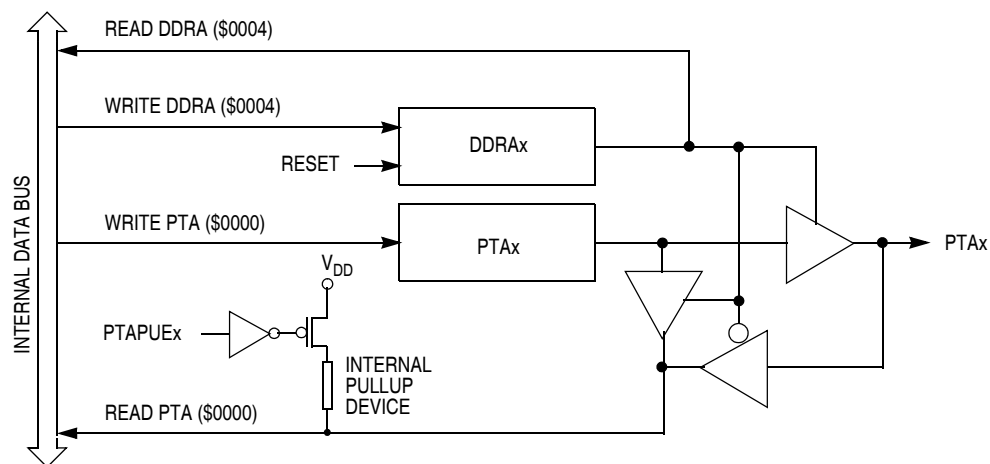 READ DDRA ($0004)
WRITE DDRA ($0004)
RESET
DDRAx
WRITE PTA ($0000)
PTAx
PTAx
VDD
PTAPUEx
INTERNAL
PULLUP
DEVICE
READ PTA ($0000)
INTERNAL DATA BUS